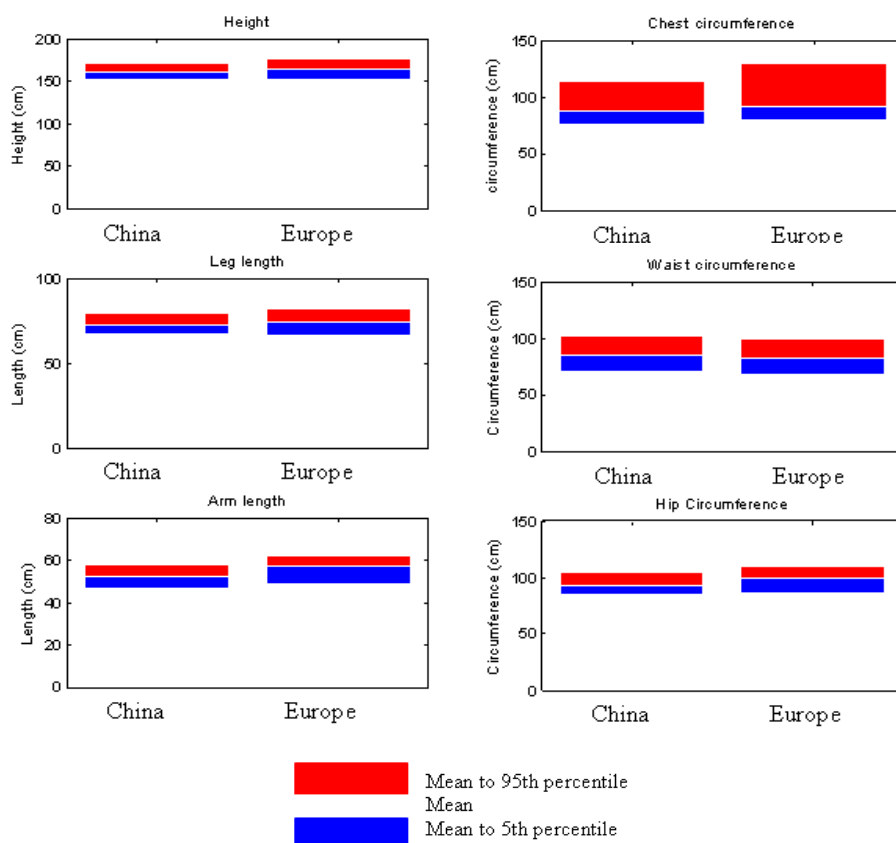 Height
Height (cm)
200
150
100
50
0
China Europe
Chest circumference
circumference (cm)
150
100
50
0
China Europe
Leg length
Length (cm)
100
50
0
China Europe
Waist circumference
Circumference (cm)
150
100
50
0
China Europe
Arm length
Length (cm)
80
60
40
20
0
China Europe
Hip Circumference
Circumference (cm)
150
100
50
0
China Europe
Mean to 95th percentile
Mean
Mean to 5th percentile